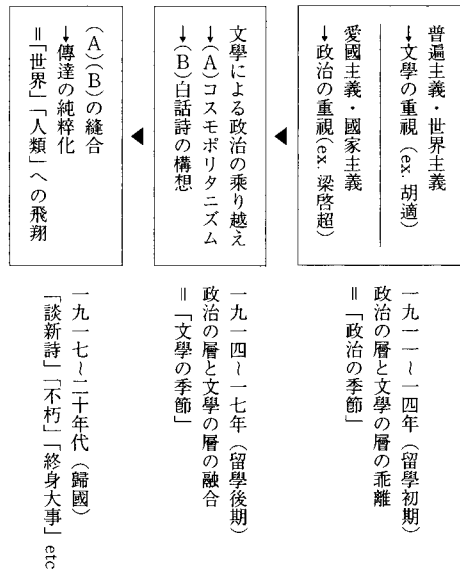 普遍主義・世界主義
→文學の重視（ex. 胡適）
愛國主義・國家主義
→政治の重視（ex. 梁啓超）
一九一一～一四年（留學初期）
政治の層と文學の層の乖離
＝「政治の季節」
文學による政治の乗り越え
→（A）コスモポリタニズム
→（B）白話詩の構想
一九一四～一七年（留學後期）
政治の層と文學の層の融合
＝「文學の季節」
（A）（B）の縫合
→傳達の純粹化
＝「世界」「人類」への飛翔
一九一七～二十年代（歸國）
「談新詩」「不朽」「終身大事」etc